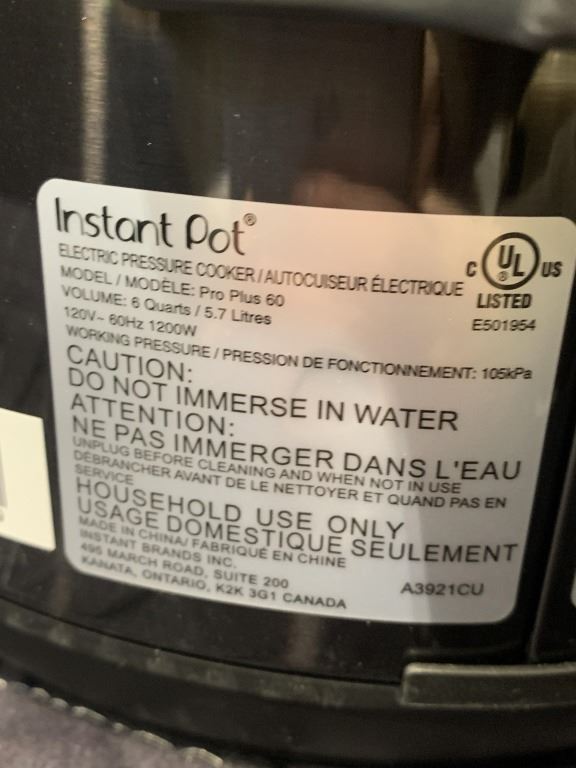 Instant Pot®
ELECTRIC PRESSURE COOKER / AUTOCUISEUR ÉLECTRIQUE
MODEL / MODÈLE: Pro Plus 60
VOLUME: 6 Quarts / 5.7 Litres
120V~ 60Hz 1200W
WORKING PRESSURE / PRESSION DE FONCTIONNEMENT: 105kPa
C UL US
LISTED
E501954
CAUTION:
DO NOT IMMERSE IN WATER
ATTENTION:
NE PAS IMMERGER DANS L'EAU
UNPLUG BEFORE CLEANING AND WHEN NOT IN USE
DÉBRANCHER AVANT DE LE NETTOYER ET QUAND PAS EN
SERVICE
HOUSEHOLD USE ONLY
USAGE DOMESTIQUE SEULEMENT
MADE IN CHINA/ FABRIQUÉ EN CHINE
INSTANT BRANDS INC.
495 MARCH ROAD, SUITE 200
KANATA, ONTARIO, K2K 3G1 CANADA
A3921CU